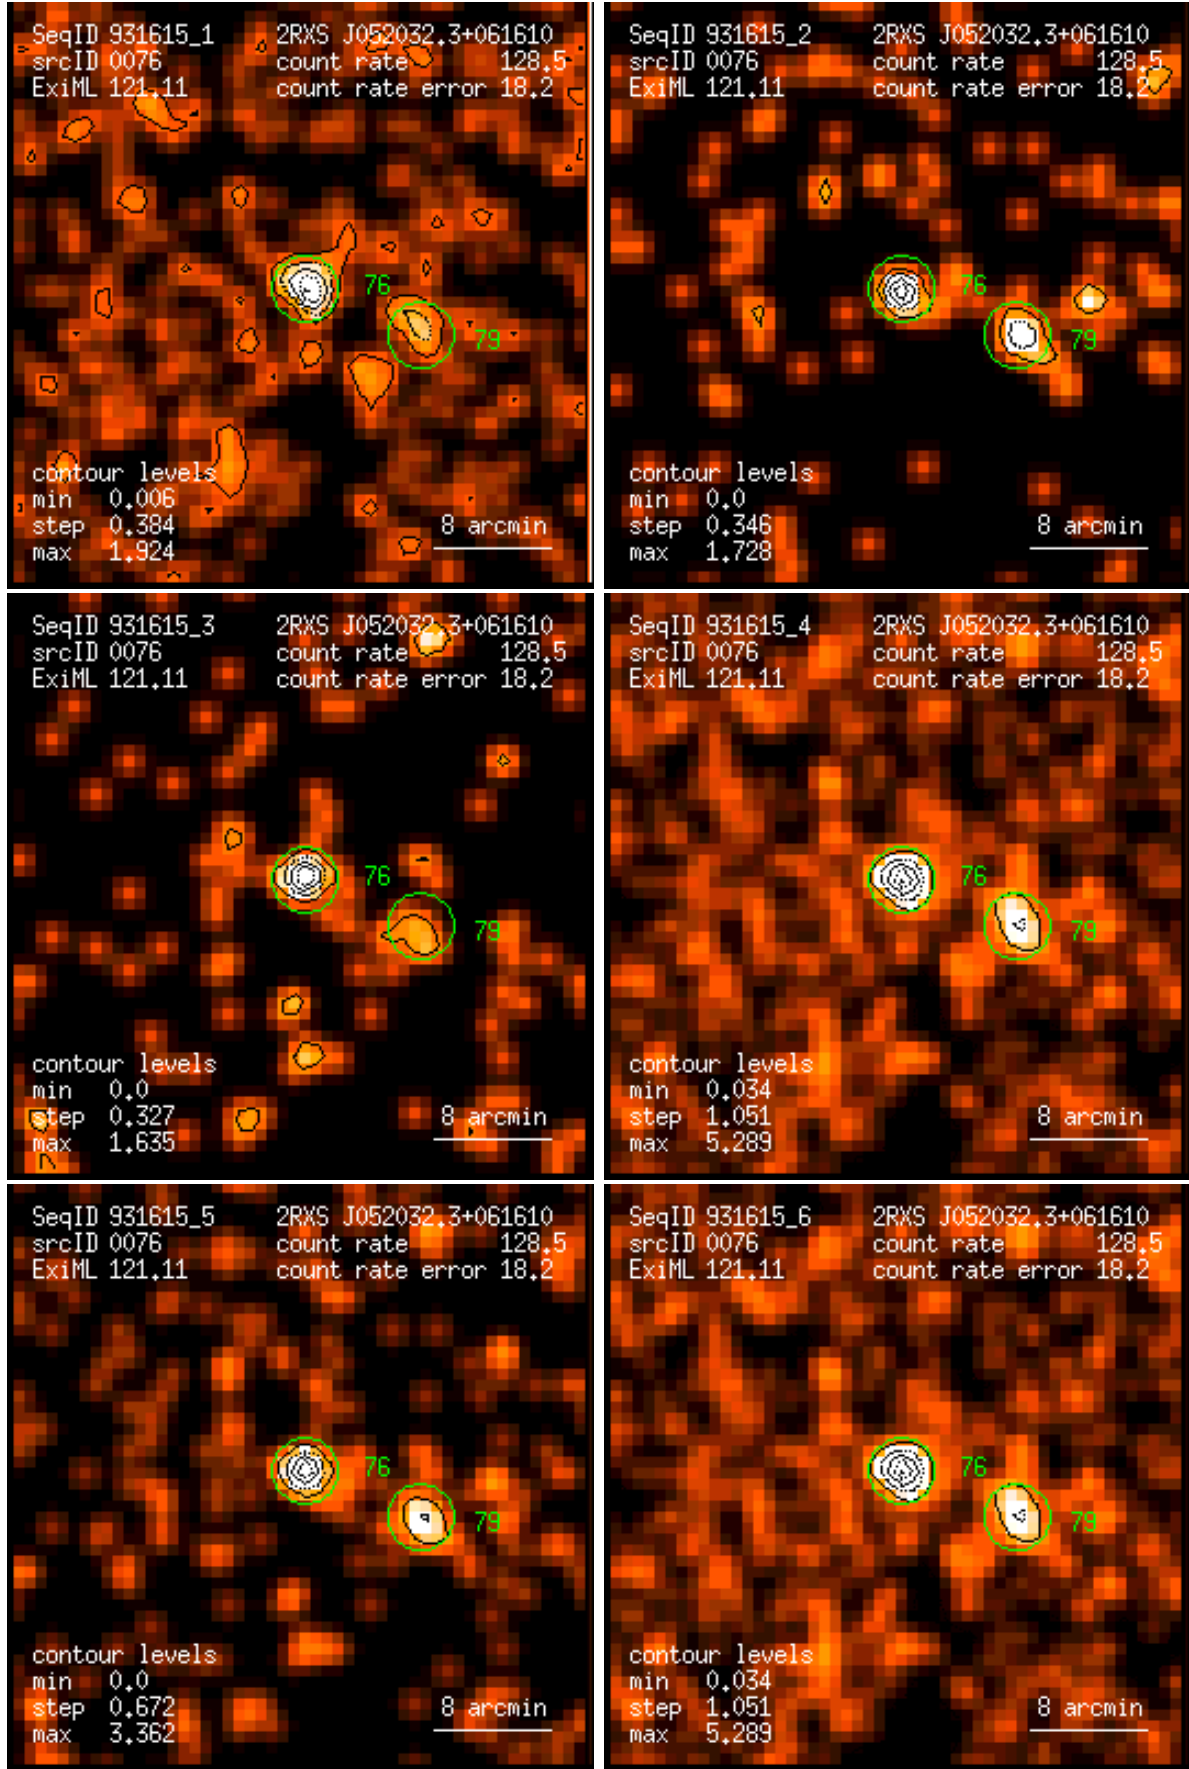 SeqID 931615_1 2RXS J052032.3+061610
srcID 0076 count rate 128.5
ExiML 121.11 count rate error 18.2
76
79
contour levels
min 0.006
step 0.384 8 arcmin
max 1.924
SeqID 931615_2 2RXS J052032.3+061610
srcID 0076 count rate 128.5
ExiML 121.11 count rate error 18.2
76
79
contour levels
min 0.0
step 0.346 8 arcmin
max 1.728
SeqID 931615_3 2RXS J052032.3+061610
srcID 0076 count rate 128.5
ExiML 121.11 count rate error 18.2
76
79
contour levels
min 0.0
step 0.327 8 arcmin
max 1.635
SeqID 931615_4 2RXS J052032.3+061610
srcID 0076 count rate 128.5
ExiML 121.11 count rate error 18.2
76
79
contour levels
min 0.034
step 1.051 8 arcmin
max 5.289
SeqID 931615_5 2RXS J052032.3+061610
srcID 0076 count rate 128.5
ExiML 121.11 count rate error 18.2
76
79
contour levels
min 0.0
step 0.672 8 arcmin
max 3.362
SeqID 931615_6 2RXS J052032.3+061610
srcID 0076 count rate 128.5
ExiML 121.11 count rate error 18.2
76
79
contour levels
min 0.034
step 1.051 8 arcmin
max 5.289